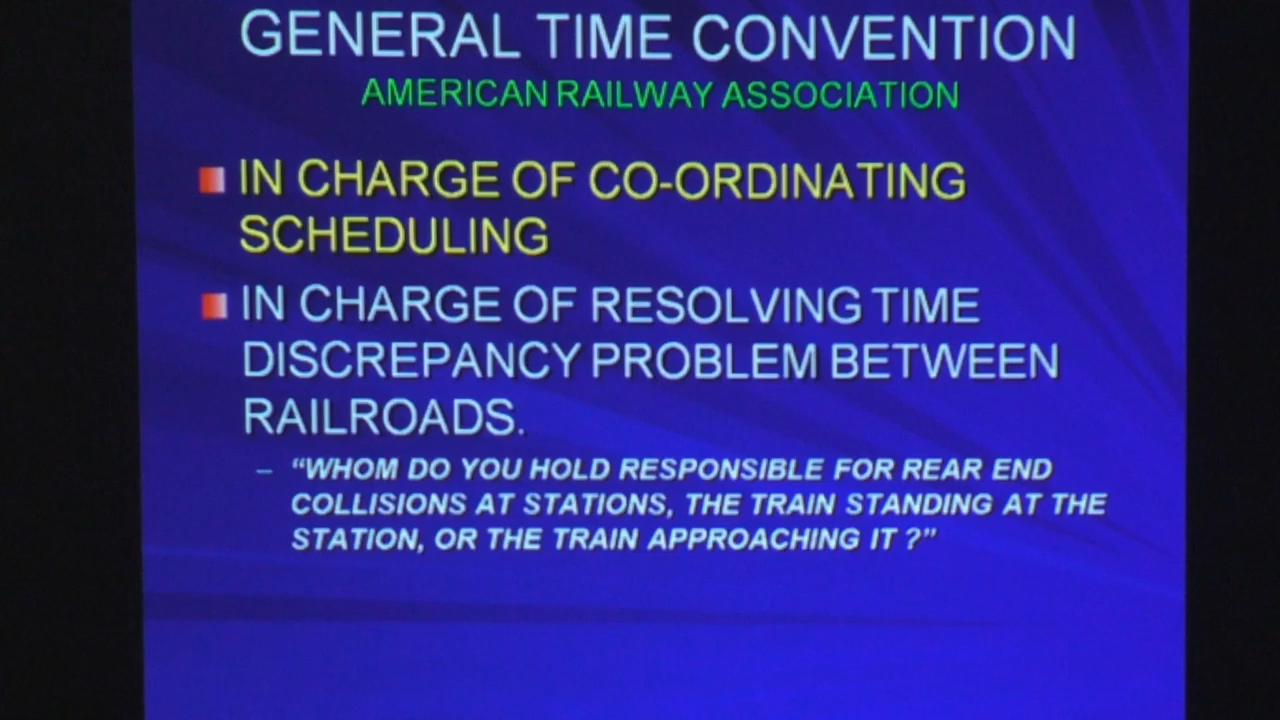 GENERAL TIME CONVENTION
AMERICAN RAILWAY ASSOCIATION
IN CHARGE OF CO-ORDINATING
SCHEDULING
IN CHARGE OF RESOLVING TIME
DISCREPANCY PROBLEM BETWEEN
RAILROADS.
– “WHOM DO YOU HOLD RESPONSIBLE FOR REAR END
COLLISIONS AT STATIONS, THE TRAIN STANDING AT THE
STATION, OR THE TRAIN APPROACHING IT ?”